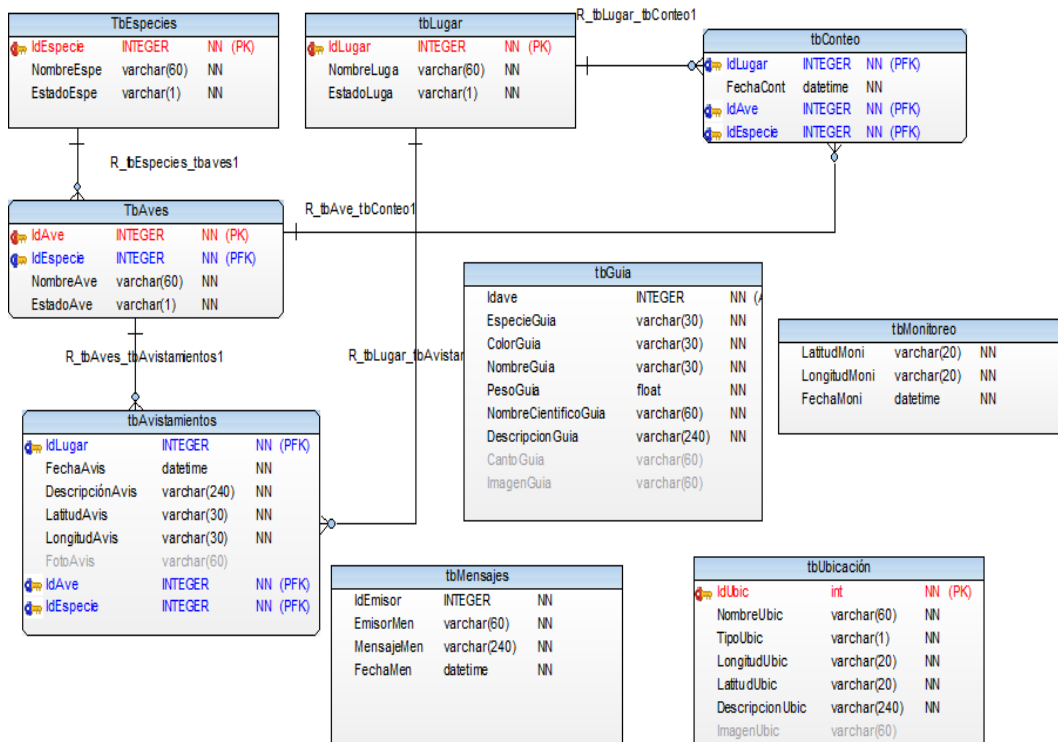 TbEspecies
IdEspecie INTEGER NN (PK)
NombreEspe varchar(60) NN
EstadoEspe varchar(1) NN
tbLugar
IdLugar INTEGER NN (PK)
NombreLuga varchar(60) NN
EstadoLuga varchar(1) NN
R_tbLugar_tbConteo1
tbConteo
IdLugar INTEGER NN (PFK)
FechaCont datetime NN
IdAve INTEGER NN (PFK)
IdEspecie INTEGER NN (PFK)
R_tbEspecies_tbaves1
TbAves
IdAve INTEGER NN (PK)
IdEspecie INTEGER NN (PFK)
NombreAve varchar(60) NN
EstadoAve varchar(1) NN
R_tbAve_tbConteo1
R_tbAves_tbAvistamientos1
R_tbLugar_tbAvistar
tbGuia
Idave INTEGER NN
EspecieGuia varchar(30) NN
ColorGuia varchar(30) NN
NombreGuia varchar(30) NN
PesoGuia float NN
NombreCientificoGuia varchar(60) NN
DescripcionGuia varchar(240) NN
CantoGuia varchar(60)
ImagenGuia varchar(60)
tbMonitoreo
LatitudMoni varchar(20) NN
LongitudMoni varchar(20) NN
FechaMoni datetime NN
tbAvistamientos
IdLugar INTEGER NN (PFK)
FechaAvis datetime NN
DescripciónAvis varchar(240) NN
LatitudAvis varchar(30) NN
LongitudAvis varchar(30) NN
FotoAvis varchar(60)
IdAve INTEGER NN (PFK)
IdEspecie INTEGER NN (PFK)
tbMensajes
IdEmisor INTEGER NN
EmisorMen varchar(60) NN
MensajeMen varchar(240) NN
FechaMen datetime NN
tbUbicación
IdUbic int NN (PK)
NombreUbic varchar(60) NN
TipoUbic varchar(1) NN
LongitudUbic varchar(20) NN
LatitudUbic varchar(20) NN
DescripcionUbic varchar(240) NN
ImagenUbic varchar(60)